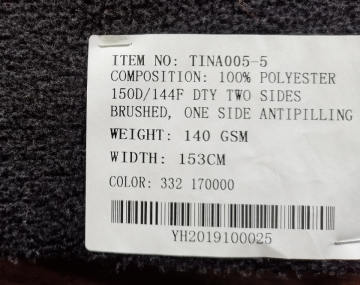 ITEM NO: TINA005-5
COMPOSITION: 100% POLYESTER
150D/144F DTY TWO SIDES
BRUSHED, ONE SIDE ANTIPILLING
WEIGHT: 140 GSM
WIDTH: 153CM
COLOR: 332 170000
YH2019100025